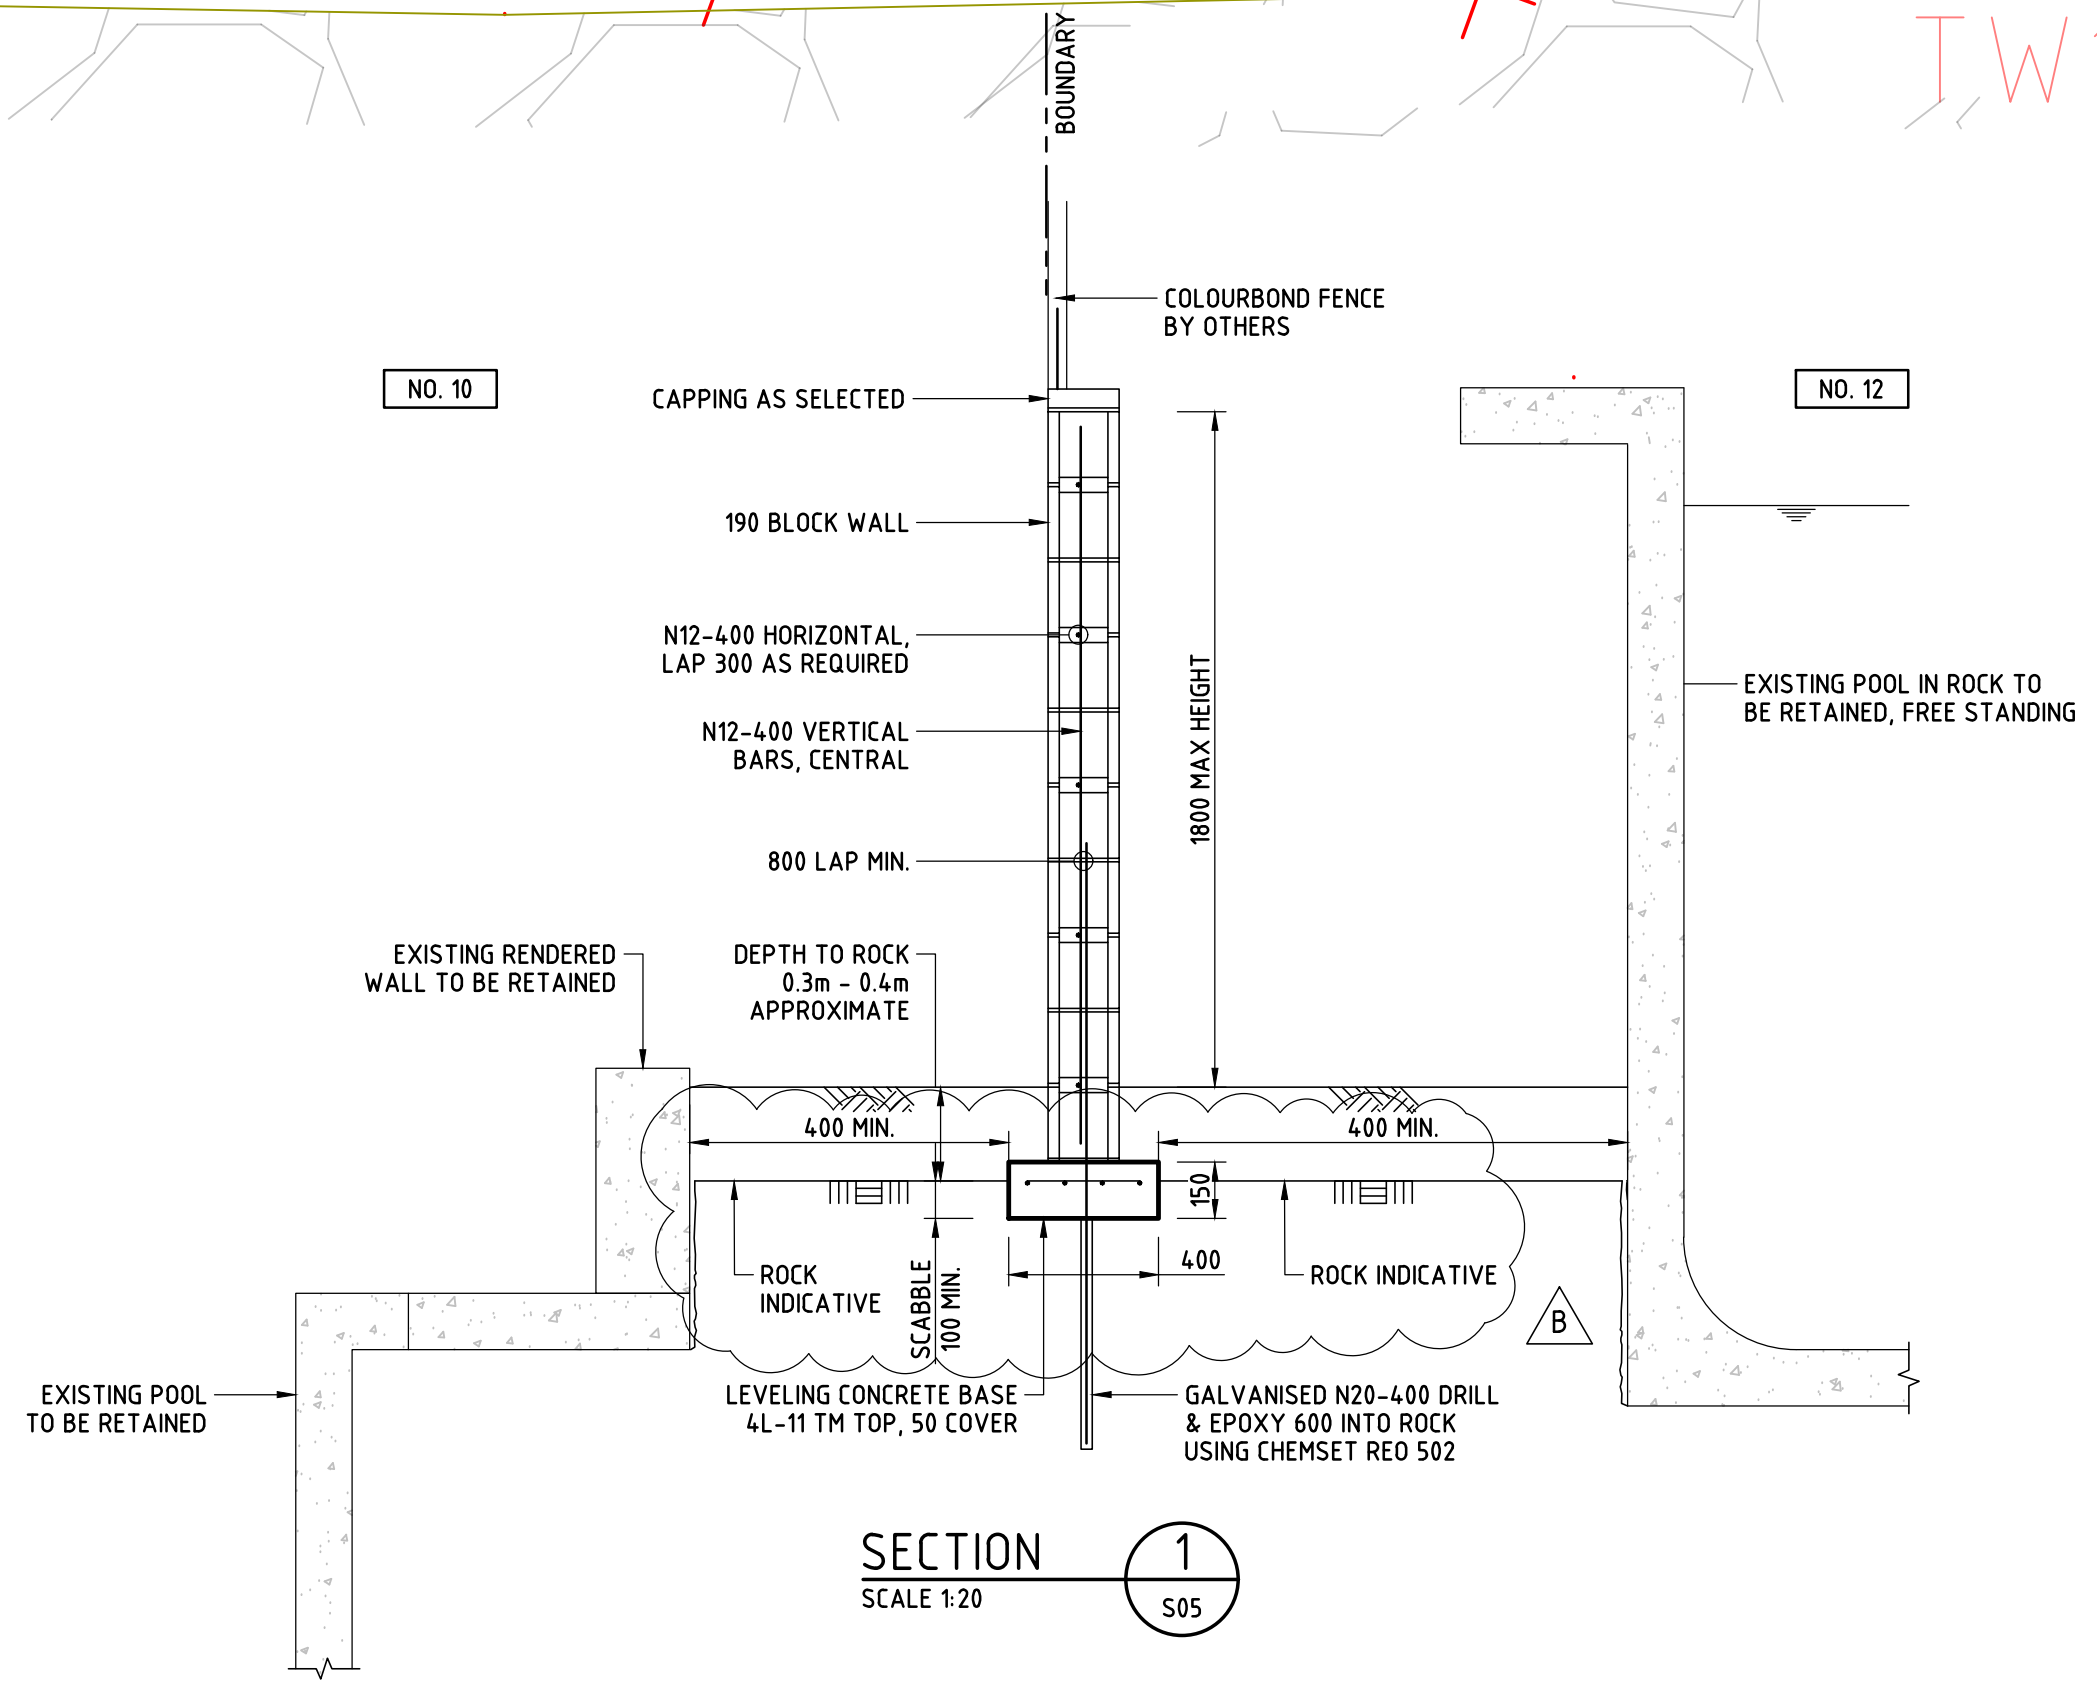 TW
BOUNDARY
COLOURBOND FENCE
BY OTHERS
NO. 10
NO. 12
CAPPING AS SELECTED
190 BLOCK WALL
N12-400 HORIZONTAL,
LAP 300 AS REQUIRED
N12-400 VERTICAL
BARS, CENTRAL
1800 MAX HEIGHT
EXISTING POOL IN ROCK TO
BE RETAINED, FREE STANDING
800 LAP MIN.
EXISTING RENDERED
WALL TO BE RETAINED
DEPTH TO ROCK
0.3m - 0.4m
APPROXIMATE
400 MIN.
400 MIN.
150
400
ROCK
INDICATIVE
SCABBLE
100 MIN.
ROCK INDICATIVE
B
EXISTING POOL
TO BE RETAINED
LEVELING CONCRETE BASE
4L-11 TM TOP, 50 COVER
GALVANISED N20-400 DRILL
& EPOXY 600 INTO ROCK
USING CHEMSET REO 502
SECTION
SCALE 1:20
1
S05